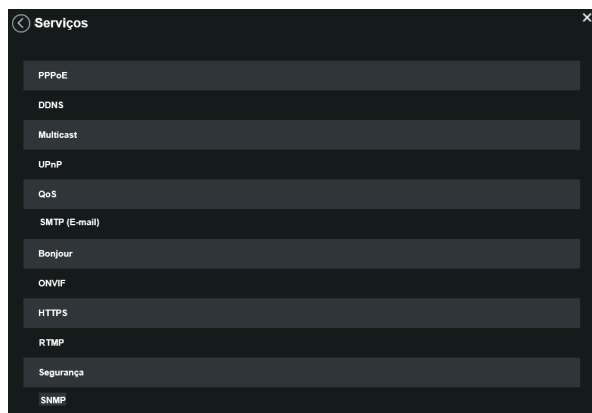 Serviços
PPPoE
DDNS
Multicast
UPnP
QoS
SMTP (E-mail)
Bonjour
ONVIF
HTTPS
RTMP
Segurança
SNMP